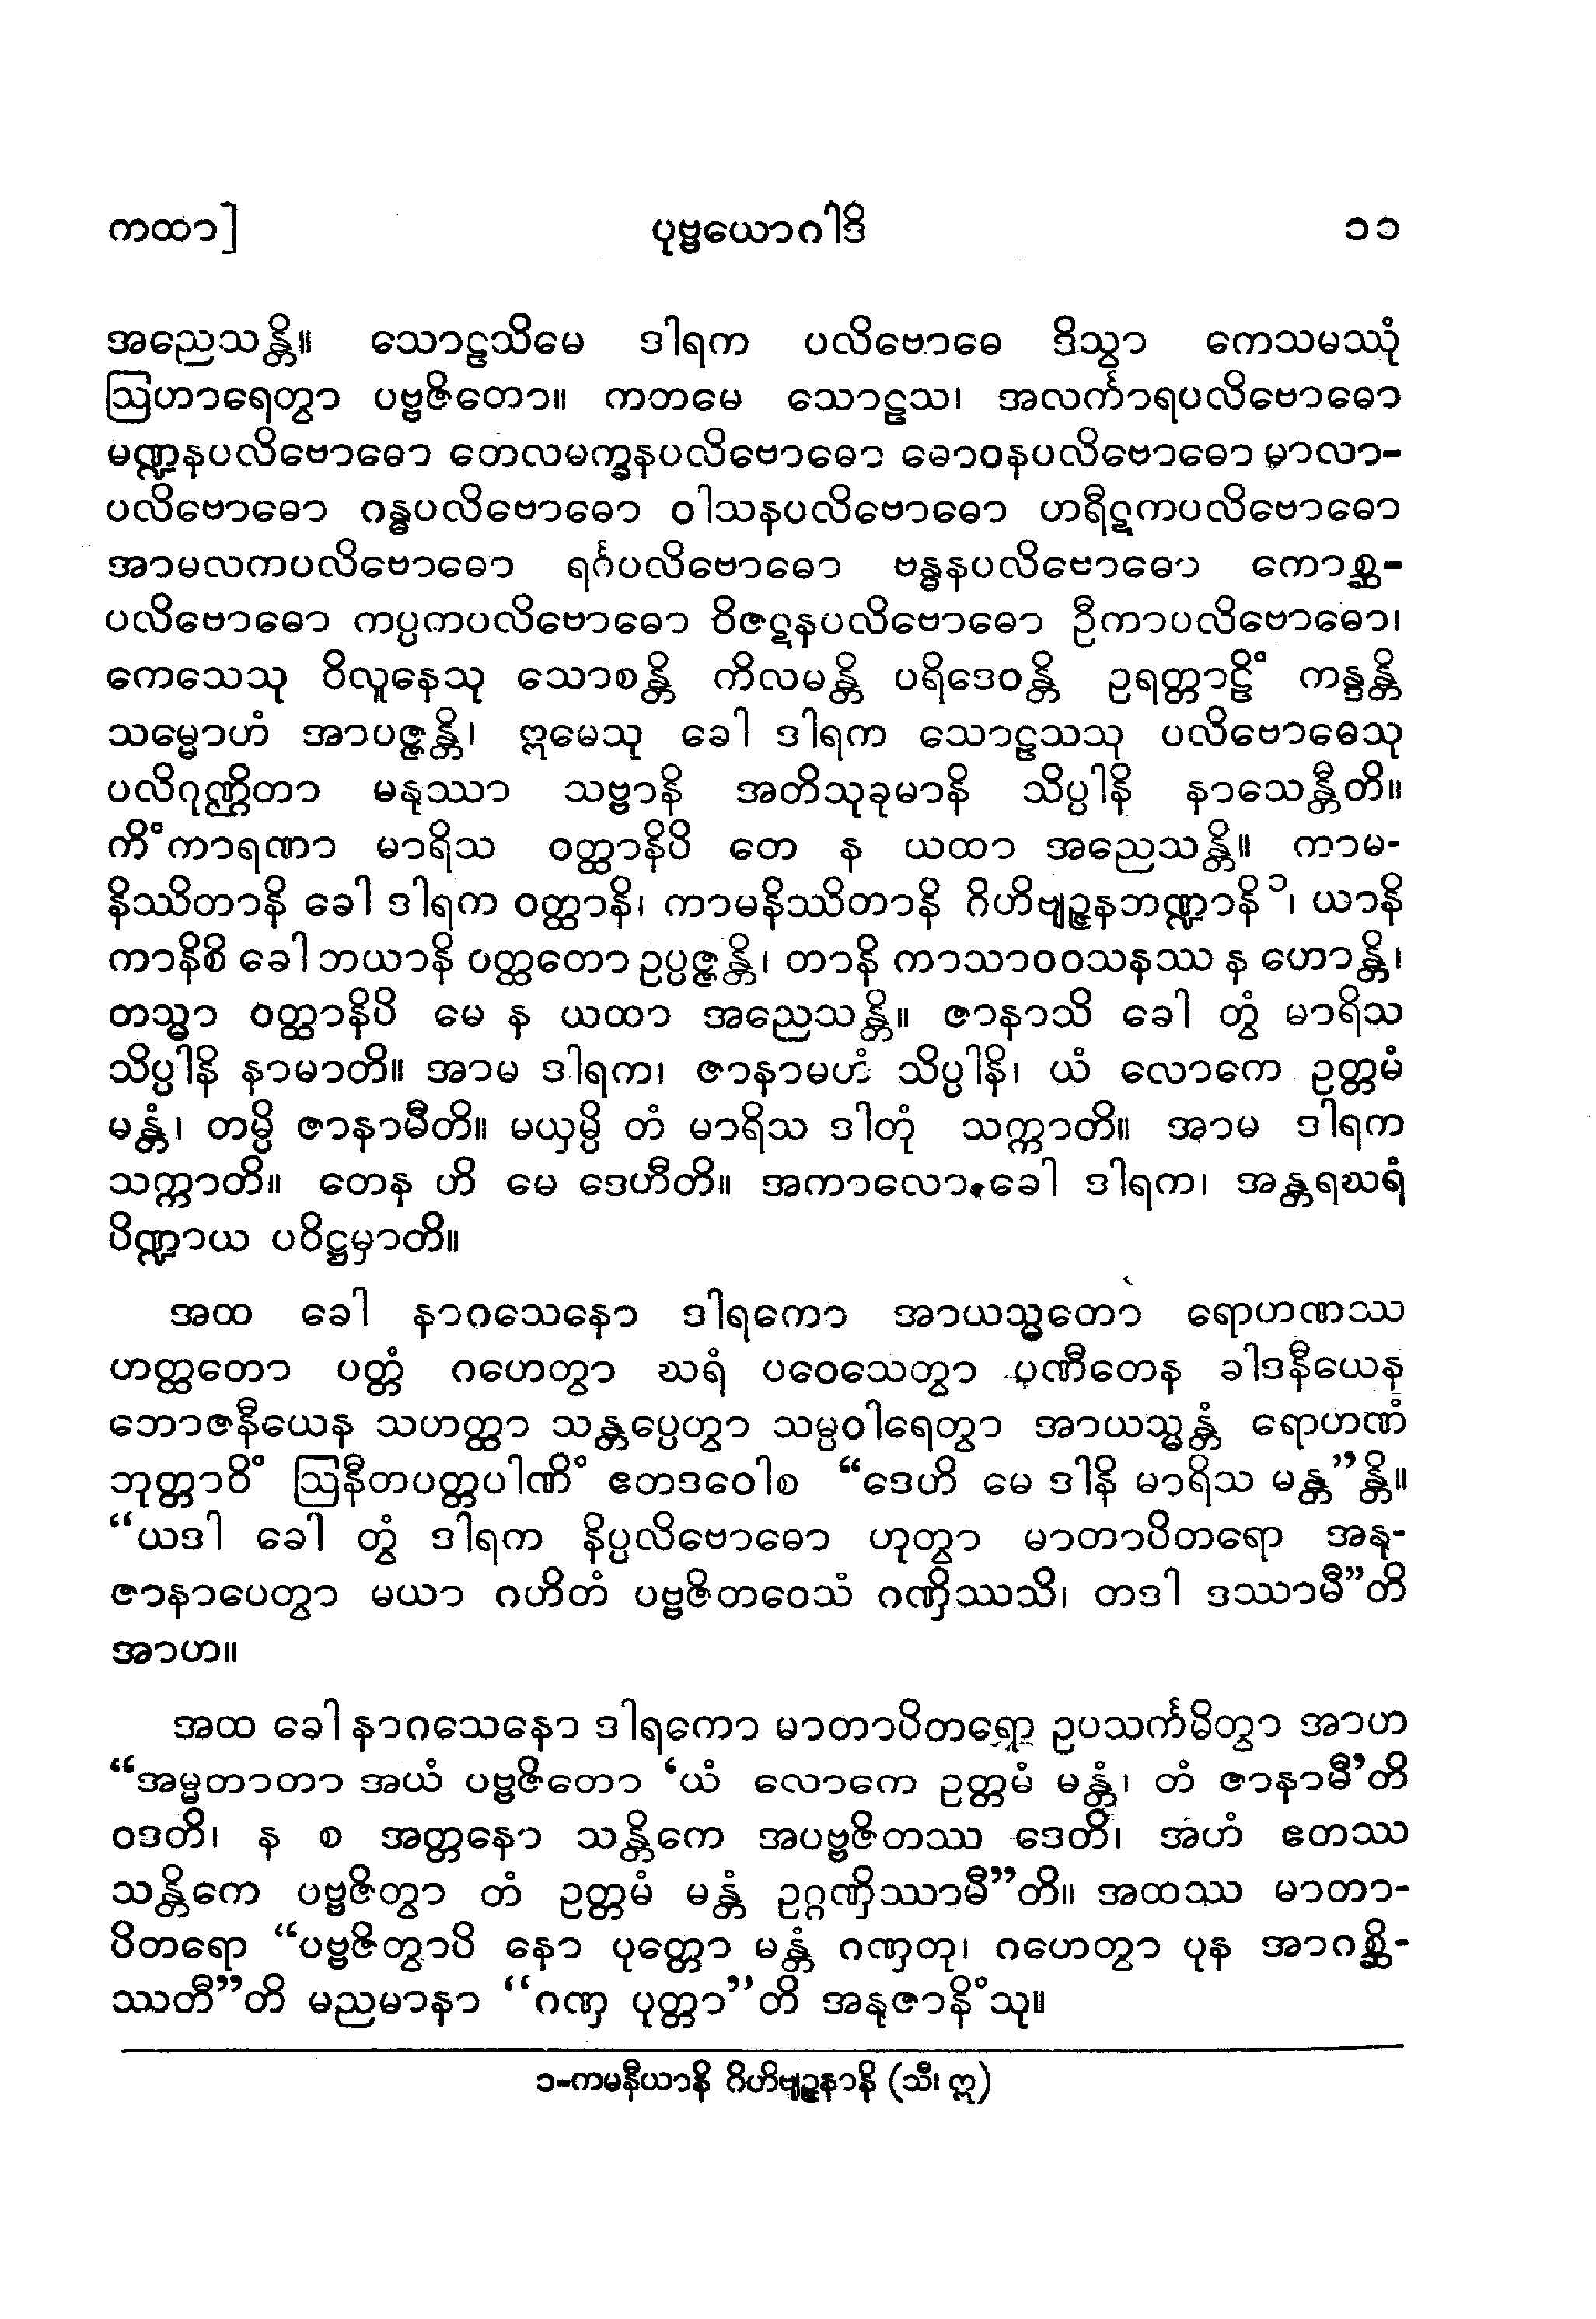 ကထာ] ပုဗ္ဗယောဂါဒိ ၁၁
အညေသန္တိ။ သောဠသိမေ ဒါရက ပလိဗောဓေ ဒိသွာ ကေသမဿုံ
ဩဟာရေတွာ ပဗ္ဗဇိတော။ ကတမေ သောဠသ၊ အလင်္ကာရပလိဗောဓော
မဏ္ဍနပလိဗောဓော တေလမက္ခနပလိဗောဓော ဓောဝနပလိဗောဓော မာလာ-
ပလိဗောဓော ဂန္ဓပလိဗောဓော ဝါသနပလိဗောဓော ဟရီဋကပလိဗောဓော
အာမလကပလိဗောဓော ရင်္ဂပလိဗောဓော ဗန္ဓနပလိဗောဓော ကောစ္ဆ-
ပလိဗောဓော ကပ္ပကပလိဗောဓော ဝိဇဋနပလိဗောဓော ဦကာပလိဗောဓော၊
ကေသေသု ဝိလူနေသု သောစန္တိ ကိလမန္တိ ပရိဒေဝန္တိ ဥရတ္တာဠိံ ကန္ဒန္တိ
သမ္မောဟံ အာပဇ္ဇန္တိ၊ ဣမေသု ခေါ ဒါရက သောဠသသု ပလိဗောဓေသု
ပလိဂုဏ္ဌိတာ မနုဿာ သဗ္ဗာနိ အတိသုခုမာနိ သိပ္ပါနိ နာသေန္တီတိ။
ကိံကာရဏာ မာရိသ ဝတ္ထာနိပိ တေ န ယထာ အညေသန္တိ။ ကာမ-
နိဿိတာနိ ခေါ ဒါရက ဝတ္ထာနိ၊ ကာမနိဿိတာနိ ဂိဟိဗျဉ္ဇနဘဏ္ဍာနိ၁၊ ယာနိ
ကာနိစိ ခေါ ဘယာနိ ဝတ္ထတော ဥပ္ပဇ္ဇန္တိ၊ တာနိ ကာသာဝဝသနဿ န ဟောန္တိ၊
တသ္မာ ဝတ္ထာနိပိ မေ န ယထာ အညေသန္တိ။ ဇာနာသိ ခေါ တွံ မာရိသ
သိပ္ပါနိ နာမာတိ။ အာမ ဒါရက၊ ဇာနာမဟံ သိပ္ပါနိ၊ ယံ လောကေ ဥတ္တမံ
မန္တံ၊ တမ္ပိ ဇာနာမီတိ။ မယှမ္ပိ တံ မာရိသ ဒါတုံ သက္ကာတိ။ အာမ ဒါရက
သက္ကာတိ။ တေန ဟိ မေ ဒေဟီတိ။ အကာလော ခေါ ဒါရက၊ အန္တရဃရံ
ပိဏ္ဍာယ ပဝိဋ္ဌမှာတိ။
အထ ခေါ နာဂသေနော ဒါရကော အာယသ္မတော ရောဟဏဿ
ဟတ္ထတော ပတ္တံ ဂဟေတွာ ဃရံ ပဝေသေတွာ ပဏီတေန ခါဒနီယေန
ဘောဇနီယေန သဟတ္ထာ သန္တပ္ပေတွာ သမ္ပဝါရေတွာ အာယသ္မန္တံ ရောဟဏံ
ဘုတ္တာဝိံ ဩနီတပတ္တပါဏိံ ဧတဒဝေါစ “ဒေဟိ မေ ဒါနိ မာရိသ မန္တ”န္တိ။
“ယဒါ ခေါ တွံ ဒါရက နိပ္ပလိဗောဓော ဟုတွာ မာတာပိတရော အနု-
ဇာနာပေတွာ မယာ ဂဟိတံ ပဗ္ဗဇိတဝေသံ ဂဏှိဿသိ၊ တဒါ ဒဿာမီ”တိ
အာဟ။
အထ ခေါ နာဂသေနော ဒါရကော မာတာပိတရော ဥပသင်္ကမိတွာ အာဟ
“အမ္မတာတာ အယံ ပဗ္ဗဇိတော ‘ယံ လောကေ ဥတ္တမံ မန္တံ၊ တံ ဇာနာမီ’တိ
ဝဒတိ၊ န စ အတ္တနော သန္တိကေ အပဗ္ဗဇိတဿ ဒေတိ၊ အဟံ ဧတဿ
သန္တိကေ ပဗ္ဗဇိတွာ တံ ဥတ္တမံ မန္တံ ဥဂ္ဂဏှိဿာမီ”တိ။ အထဿ မာတာ-
ပိတရော “ပဗ္ဗဇိတွာပိ နော ပုတ္တော မန္တံ ဂဏှတု၊ ဂဟေတွာ ပုန အာဂစ္ဆိ-
ဿတီ”တိ မညမာနာ “ဂဏှ ပုတ္တာ”တိ အနုဇာနိံသု။
၁-ကမနီယာနိ ဂိဟိဗျဉ္ဇနာနိ (သီ၊ ဣ)